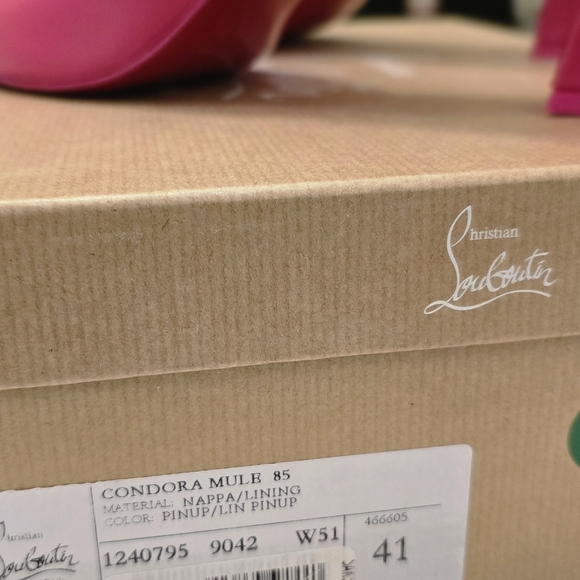 Christian
Louboutin
CONDORA MULE 85
MATERIAL: NAPPA/LINING
COLOR: PINUP/LIN PINUP
Christian
Louboutin
1240795 9042 W51
466605
41